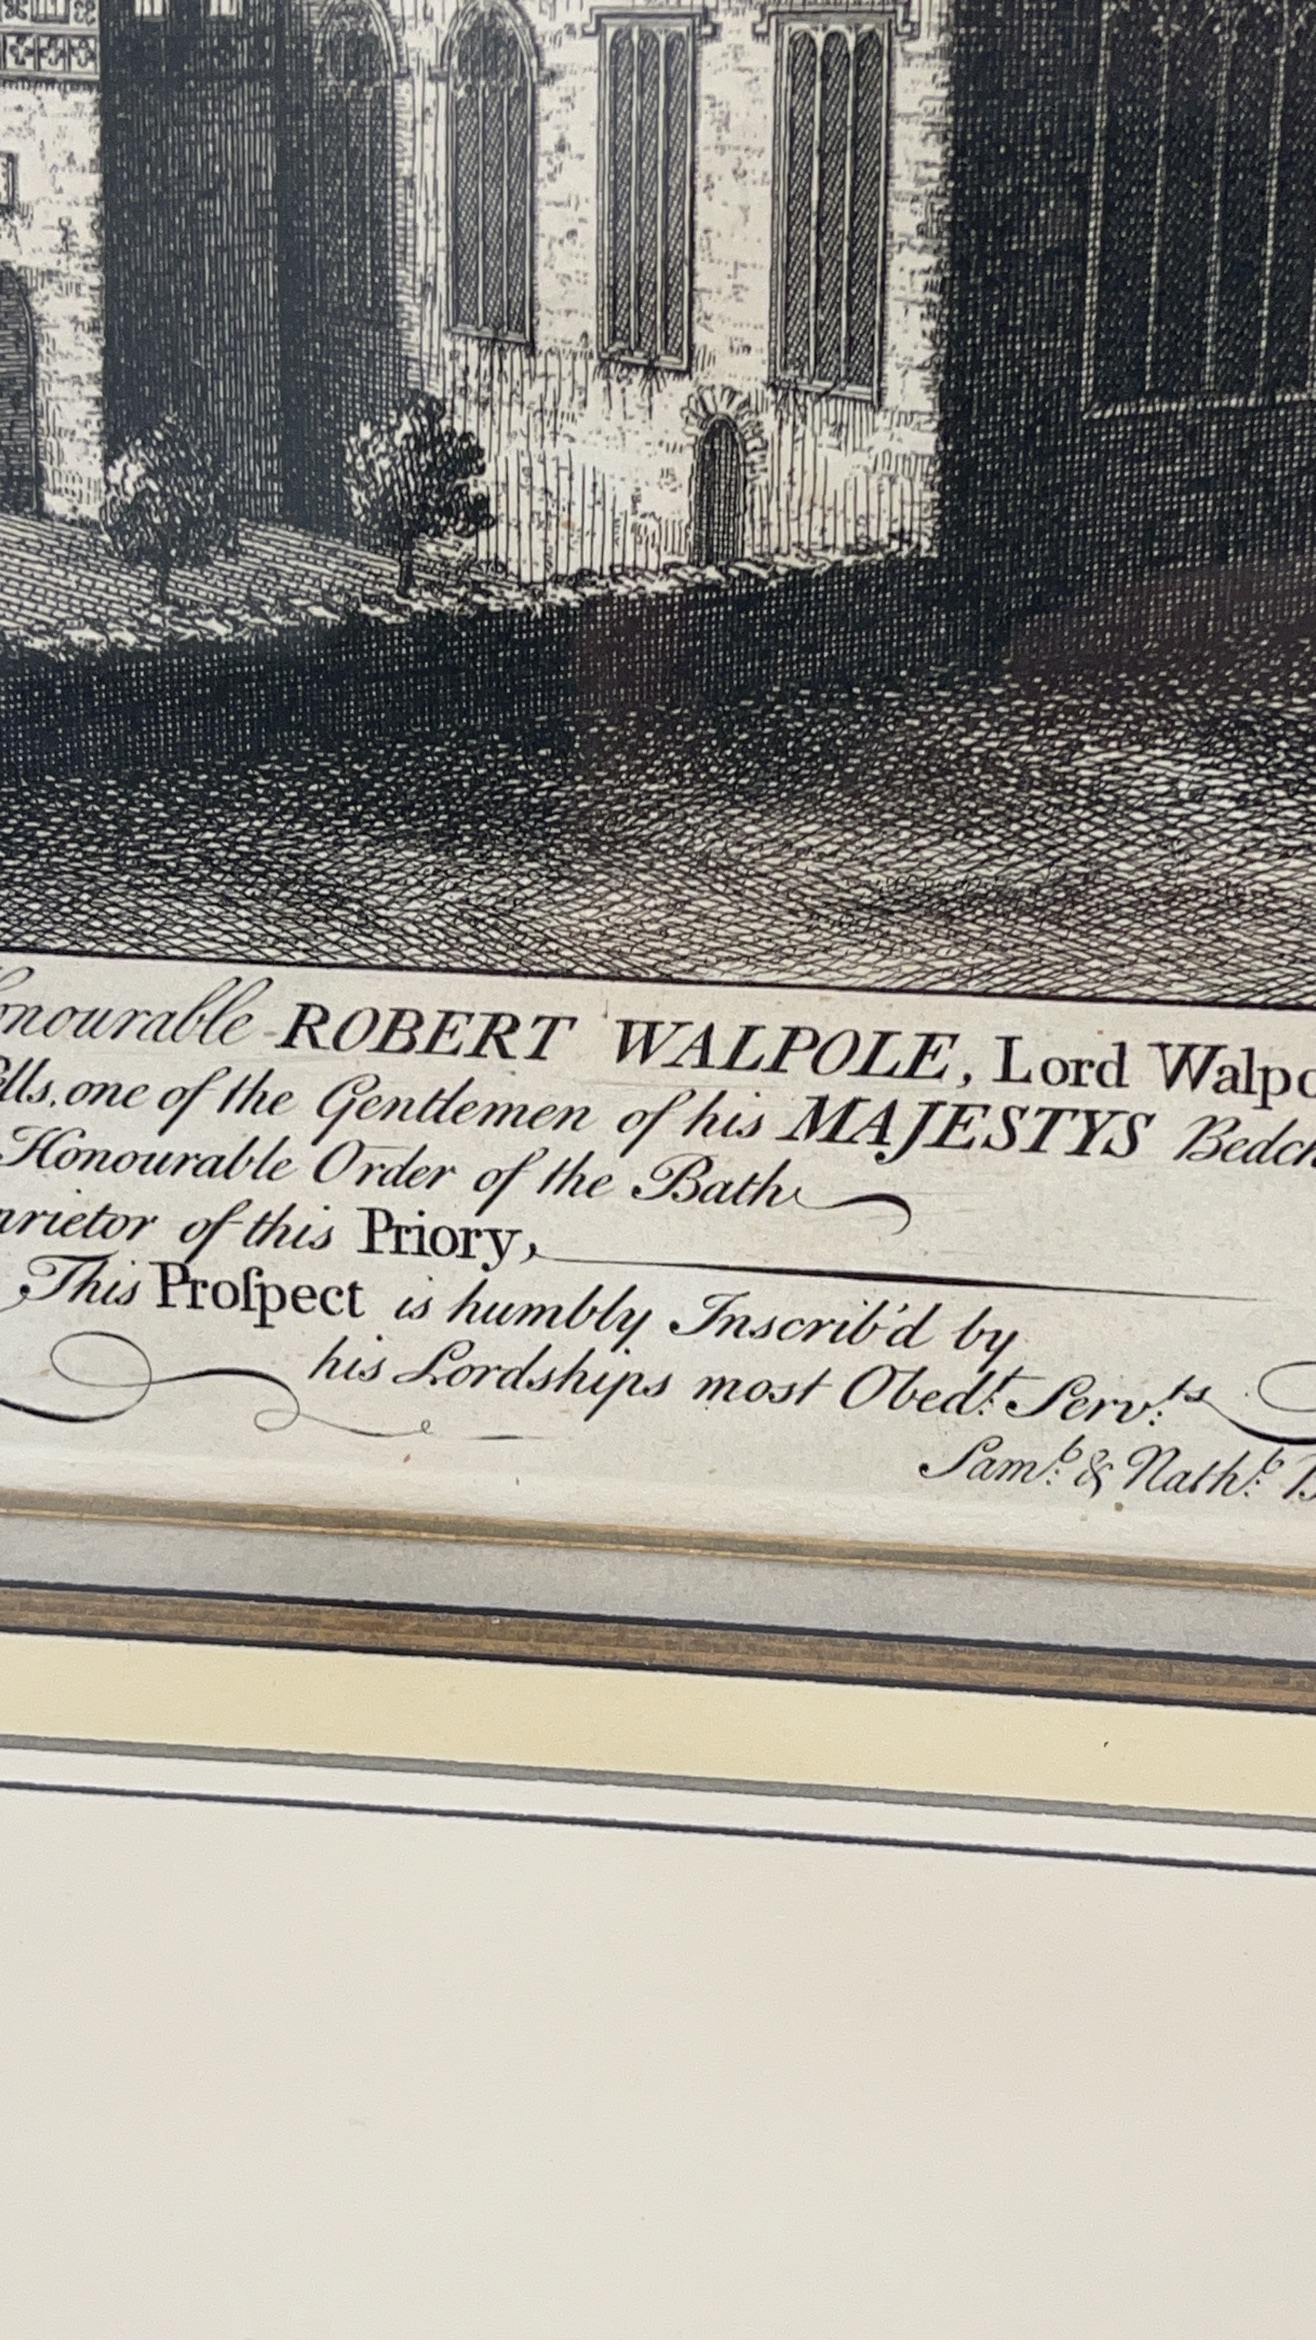 onourable ROBERT WALPOLE, Lord Walpo
lls, one of the Gentlemen of his MAJESTYS Bedch
Honourable Order of the Bath
rietor of this Priory,
This Proſpect is humbly Inscrib'd by
his Lordships most Obed.t Serv.ts
Sam.l & Nath.l B